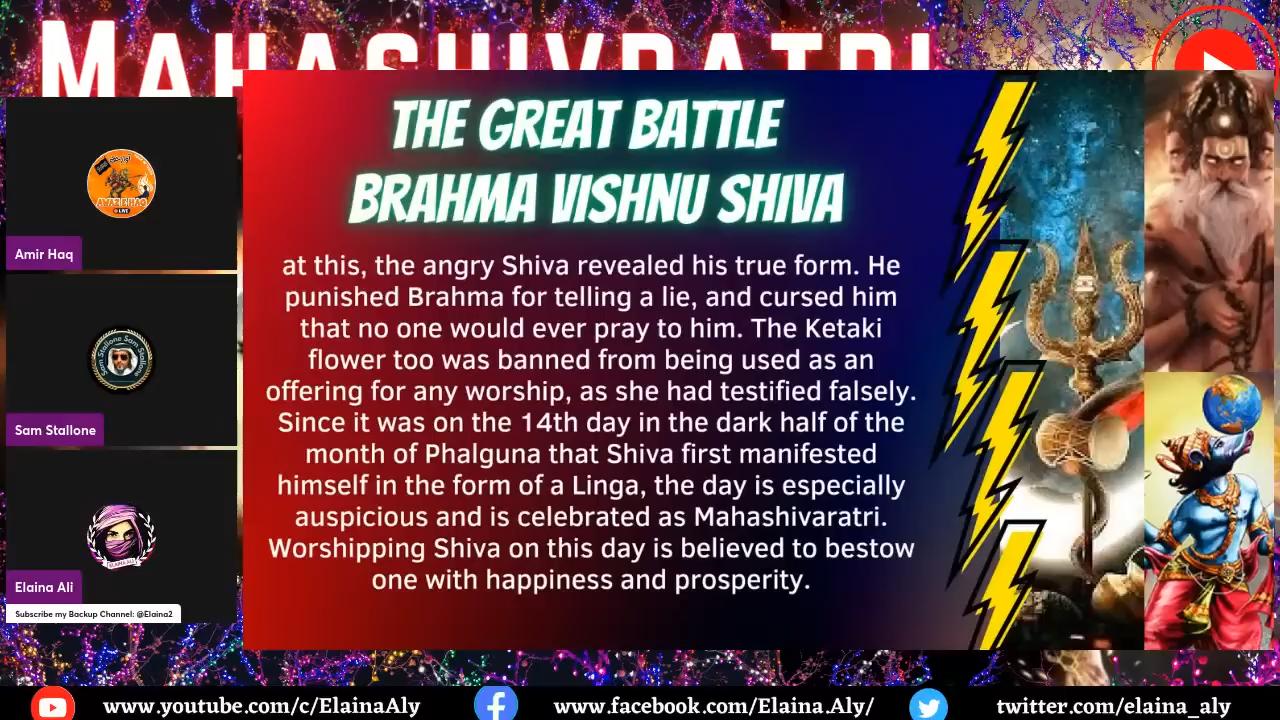 MAHASHIVRATRI
THE GREAT BATTLE
BRAHMA VISHNU SHIVA
at this, the angry Shiva revealed his true form. He
punished Brahma for telling a lie, and cursed him
that no one would ever pray to him. The Ketaki
flower too was banned from being used as an
offering for any worship, as she had testified falsely.
Since it was on the 14th day in the dark half of the
month of Phalguna that Shiva first manifested
himself in the form of a Linga, the day is especially
auspicious and is celebrated as Mahashivaratri.
Worshipping Shiva on this day is believed to bestow
one with happiness and prosperity.
Amir Haq
Sam Stallone
Elaina Ali
Subscribe my Backup Channel: @Elaina2
www.youtube.com/c/ElainaAly
www.facebook.com/Elaina.Aly/
twitter.com/elaina_aly